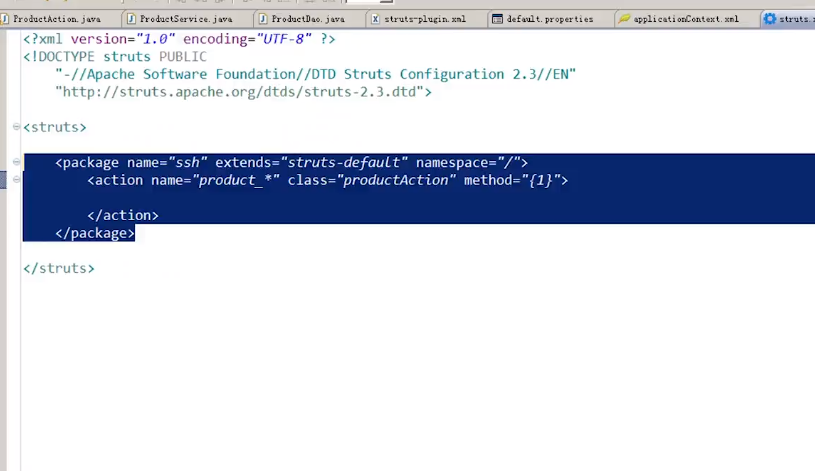 ProductAction.java ProductService.java ProductDao.java struts-plugin.xml default.properties applicationContext.xml struts.x
<?xml version="1.0" encoding="UTF-8" ?>
<!DOCTYPE struts PUBLIC
"-//Apache Software Foundation//DTD Struts Configuration 2.3//EN"
"http://struts.apache.org/dtds/struts-2.3.dtd">
<struts>
<package name="ssh" extends="struts-default" namespace="/">
<action name="product_*" class="productAction" method="{1}">
</action>
</package>
</struts>